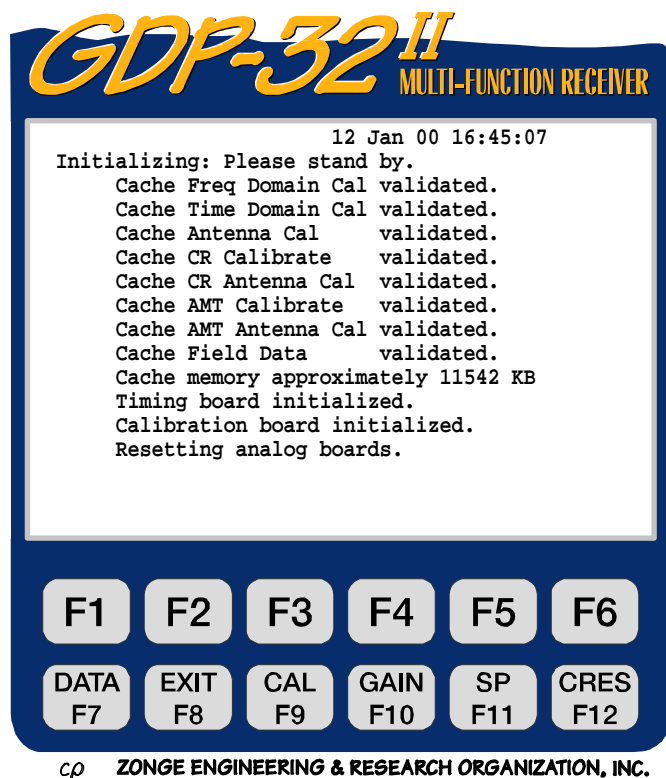 GDP-32 II
MULTI-FUNCTION RECEIVER
12 Jan 00 16:45:07
Initializing: Please stand by.
Cache Freq Domain Cal validated.
Cache Time Domain Cal validated.
Cache Antenna Cal validated.
Cache CR Calibrate validated.
Cache CR Antenna Cal validated.
Cache AMT Calibrate validated.
Cache AMT Antenna Cal validated.
Cache Field Data validated.
Cache memory approximately 11542 KB
Timing board initialized.
Calibration board initialized.
Resetting analog boards.
F1 F2 F3 F4 F5 F6
DATA EXIT CAL GAIN SP CRES
F7 F8 F9 F10 F11 F12
cρ ZONGE ENGINEERING & RESEARCH ORGANIZATION, INC.